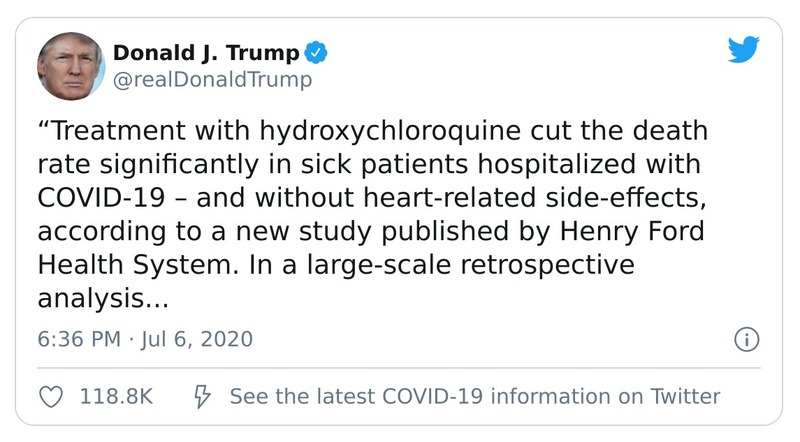 Donald J. Trump
@realDonaldTrump
“Treatment with hydroxychloroquine cut the death
rate significantly in sick patients hospitalized with
COVID-19 – and without heart-related side-effects,
according to a new study published by Henry Ford
Health System. In a large-scale retrospective
analysis...
6:36 PM · Jul 6, 2020
118.8K See the latest COVID-19 information on Twitter